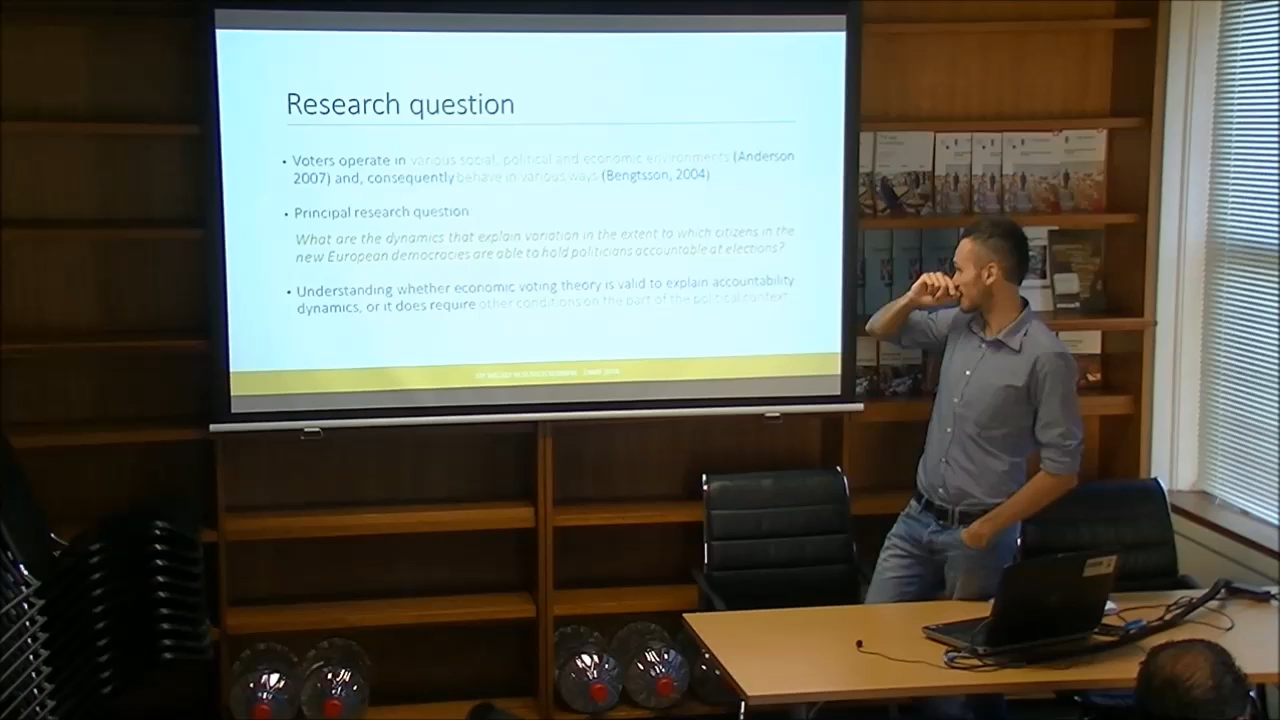 Research question
• Voters operate in various social, political and economic environments (Anderson
2007) and, consequently behave in various ways (Bengtsson, 2004)
• Principal research question
What are the dynamics that explain variation in the extent to which citizens in the
new European democracies are able to hold politicians accountable at elections?
• Understanding whether economic voting theory is valid to explain accountability
dynamics, or it does require other conditions on the part of the political context